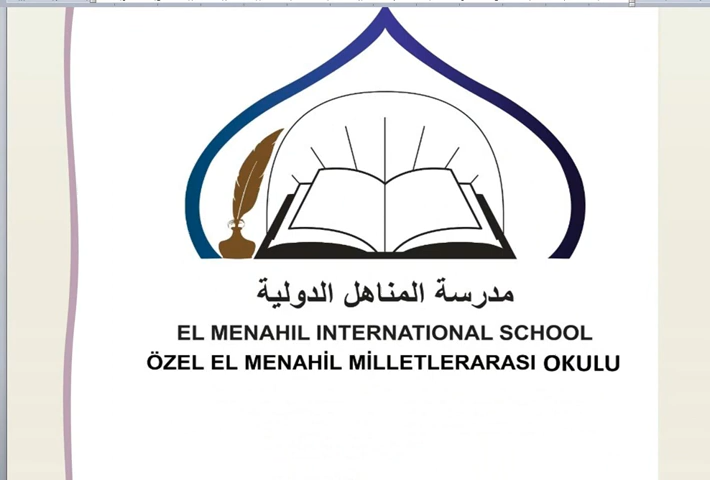 مدرسة المناهل الدولية
EL MENAHIL INTERNATIONAL SCHOOL
ÖZEL EL MENAHİL MİLLETLERARASI OKULU